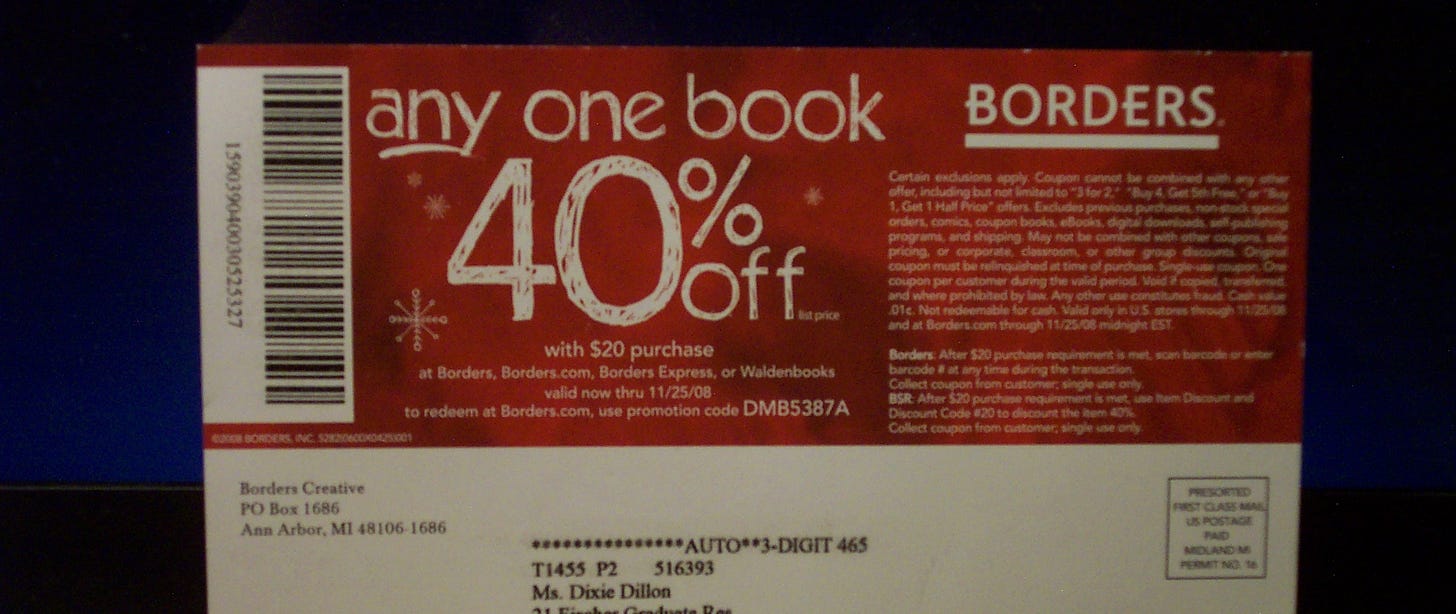 159039040030525327
any one book
40%
off
list price
with $20 purchase
at Borders, Borders.com, Borders Express, or Waldenbooks
valid now thru 11/25/08
to redeem at Borders.com, use promotion code DMB5387A
©2008 BORDERS, INC.
BORDERS.
Certain exclusions apply. Coupon cannot be combined with any other
offer, including but not limited to "3 for 2," "Buy 4, Get 5th Free," or "Buy
1, Get 1 Half Price" offers. Excludes previous purchases, non-stock special
orders, comics, coupon books, eBooks, digital downloads, self-publishing
programs, and shipping. May not be combined with other coupons, sale
pricing, or corporate, classroom, or other group discounts. Original
coupon must be relinquished at time of purchase. Single-use coupon. One
coupon per customer during the valid period. Void if copied, transferred,
and where prohibited by law. Any other use constitutes fraud. Cash value
.01¢. Not redeemable for cash. Valid only in U.S. stores through 11/25/08
and at Borders.com through 11/25/08 midnight EST.
Borders: After $20 purchase requirement is met, scan barcode or enter
barcode # at any time during the transaction.
Collect coupon from customer; single use only.
BSR: After $20 purchase requirement is met, use Item Discount and
Discount Code #20 to discount the item 40%.
Collect coupon from customer; single use only.
Borders Creative
PO Box 1686
Ann Arbor, MI 48106-1686
PRESORTED
FIRST CLASS MAIL
US POSTAGE
PAID
MIDLAND MI
PERMIT NO. 16
***************AUTO**3-DIGIT 465
T1455 P2 516393
Ms. Dixie Dillon
21 Fischer Graduate Res